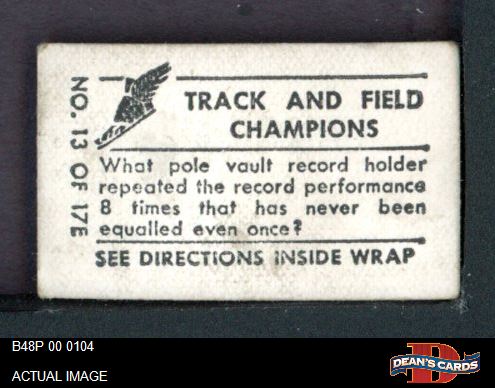 NO. 13 OF 17E
TRACK AND FIELD
CHAMPIONS
What pole vault record holder
repeated the record performance
8 times that has never been
equalled even once?
SEE DIRECTIONS INSIDE WRAP
B48P 00 0104
ACTUAL IMAGE
D
DEAN'S CARDS